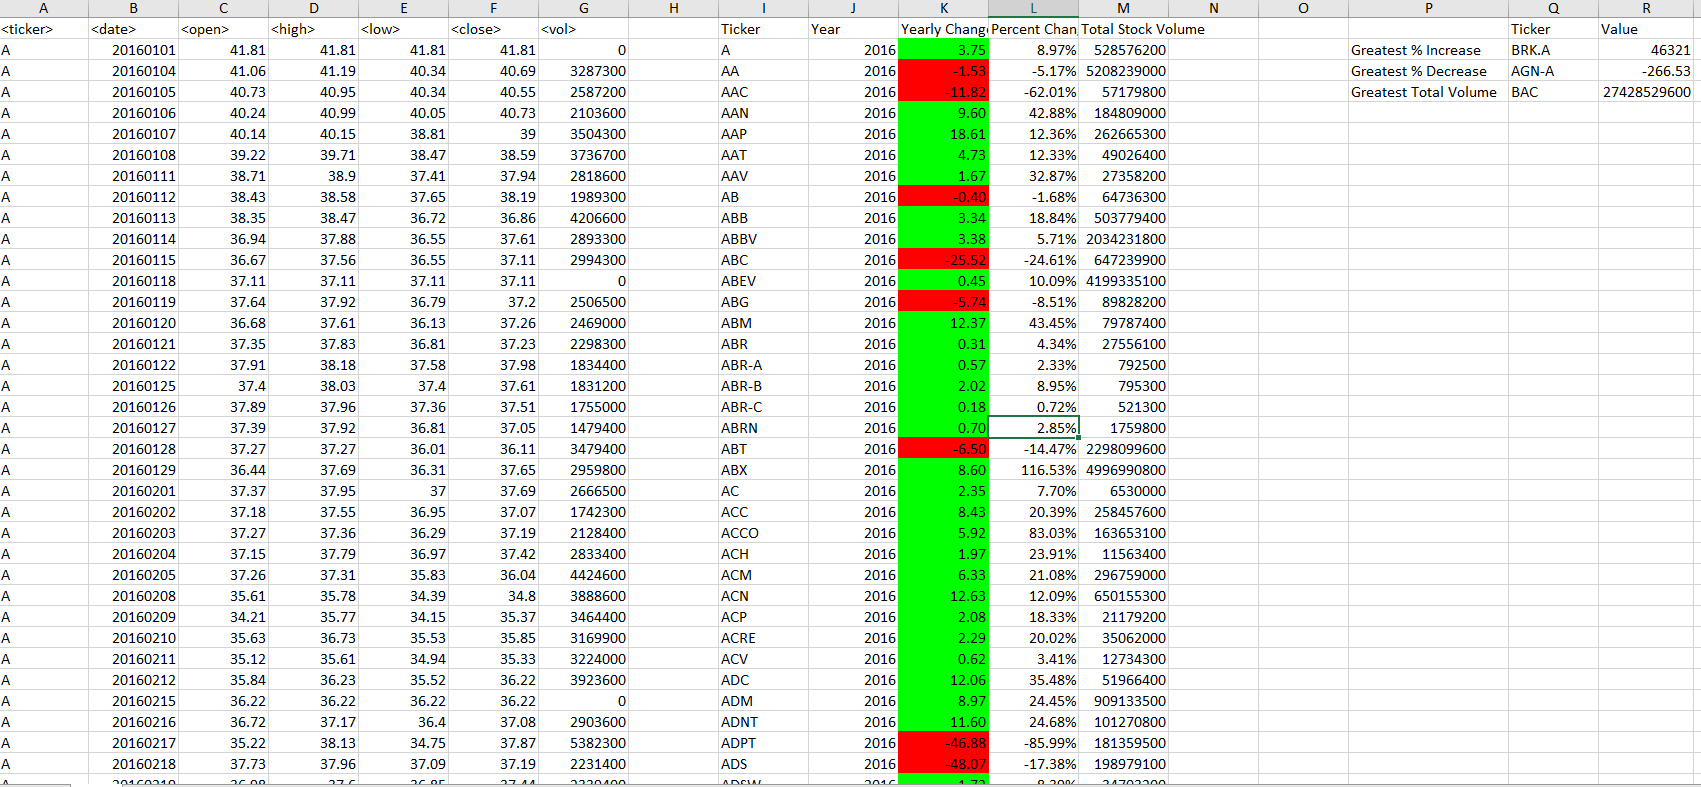 A B C D E F G H I J K L M N O P Q R
<ticker> <date> <open> <high> <low> <close> <vol> Ticker Year Yearly Chang Percent Chan Total Stock Volume Ticker Value
A 20160101 41.81 41.81 41.81 41.81 0 A 2016 3.75 8.97% 528576200 Greatest % Increase BRK.A 46321
A 20160104 41.06 41.19 40.34 40.69 3287300 AA 2016 -1.53 -5.17% 5208239000 Greatest % Decrease AGN-A -266.53
A 20160105 40.73 40.95 40.34 40.55 2587200 AAC 2016 -11.82 -62.01% 57179800 Greatest Total Volume BAC 27428529600
A 20160106 40.24 40.99 40.05 40.73 2103600 AAN 2016 9.60 42.88% 184809000
A 20160107 40.14 40.15 38.81 39 3504300 AAP 2016 18.61 12.36% 262665300
A 20160108 39.22 39.71 38.47 38.59 3736700 AAT 2016 4.73 12.33% 49026400
A 20160111 38.71 38.9 37.41 37.94 2818600 AAV 2016 1.67 32.87% 27358200
A 20160112 38.43 38.58 37.65 38.19 1989300 AB 2016 -0.40 -1.68% 64736300
A 20160113 38.35 38.47 36.72 36.86 4206600 ABB 2016 3.34 18.84% 503779400
A 20160114 36.94 37.88 36.55 37.61 2893300 ABBV 2016 3.38 5.71% 2034231800
A 20160115 36.67 37.56 36.55 37.11 2994300 ABC 2016 -25.52 -24.61% 647239900
A 20160118 37.11 37.11 37.11 37.11 0 ABEV 2016 0.45 10.09% 4199335100
A 20160119 37.64 37.92 36.79 37.2 2506500 ABG 2016 -5.74 -8.51% 89828200
A 20160120 36.68 37.61 36.13 37.26 2469000 ABM 2016 12.37 43.45% 79787400
A 20160121 37.35 37.83 36.81 37.23 2298300 ABR 2016 0.31 4.34% 27556100
A 20160122 37.91 38.18 37.58 37.98 1834400 ABR-A 2016 0.57 2.33% 792500
A 20160125 37.4 38.03 37.4 37.61 1831200 ABR-B 2016 2.02 8.95% 795300
A 20160126 37.89 37.96 37.36 37.51 1755000 ABR-C 2016 0.18 0.72% 521300
A 20160127 37.39 37.92 36.81 37.05 1479400 ABRN 2016 0.70 2.85% 1759800
A 20160128 37.27 37.27 36.01 36.11 3479400 ABT 2016 -6.50 -14.47% 2298099600
A 20160129 36.44 37.69 36.31 37.65 2959800 ABX 2016 8.60 116.53% 4996990800
A 20160201 37.37 37.95 37 37.69 2666500 AC 2016 2.35 7.70% 6530000
A 20160202 37.18 37.55 36.95 37.07 1742300 ACC 2016 8.43 20.39% 258457600
A 20160203 37.27 37.36 36.29 37.19 2128400 ACCO 2016 5.92 83.03% 163653100
A 20160204 37.15 37.79 36.97 37.42 2833400 ACH 2016 1.97 23.91% 11563400
A 20160205 37.26 37.31 35.83 36.04 4424600 ACM 2016 6.33 21.08% 296759000
A 20160208 35.61 35.78 34.39 34.8 3888600 ACN 2016 12.63 12.09% 650155300
A 20160209 34.21 35.77 34.15 35.37 3464400 ACP 2016 2.08 18.33% 21179200
A 20160210 35.63 36.73 35.53 35.85 3169900 ACRE 2016 2.29 20.02% 35062000
A 20160211 35.12 35.61 34.94 35.33 3224000 ACV 2016 0.62 3.41% 12734300
A 20160212 35.84 36.23 35.52 36.22 3923600 ADC 2016 12.06 35.48% 51966400
A 20160215 36.22 36.22 36.22 36.22 0 ADM 2016 8.97 24.45% 909133500
A 20160216 36.72 37.17 36.4 37.08 2903600 ADNT 2016 11.60 24.68% 101270800
A 20160217 35.22 38.13 34.75 37.87 5382300 ADPT 2016 -46.88 -85.99% 181359500
A 20160218 37.73 37.96 37.09 37.19 2231400 ADS 2016 -48.07 -17.38% 198979100